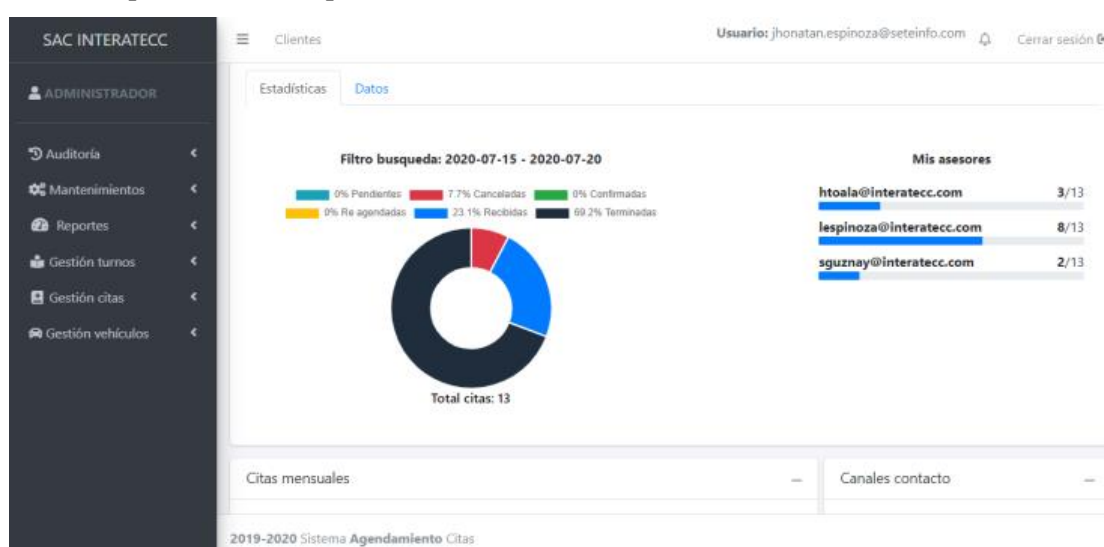 SAC INTERATECC
Clientes
Usuario: jhonatan.espinoza@seteinfo.com
Cerrar sesión
ADMINISTRADOR
Auditoría
Mantenimientos
Reportes
Gestión turnos
Gestión citas
Gestión vehículos
Estadísticas Datos
Filtro busqueda: 2020-07-15 - 2020-07-20
0% Pendientes 7.7% Canceladas 0% Confirmadas
0% Re agendadas 23.1% Recibidas 69.2% Terminadas
Total citas: 13
Mis asesores
htoala@interatecc.com 3/13
lespinoza@interatecc.com 8/13
sguznay@interatecc.com 2/13
Citas mensuales
Canales contacto
2019-2020 Sistema Agendamiento Citas